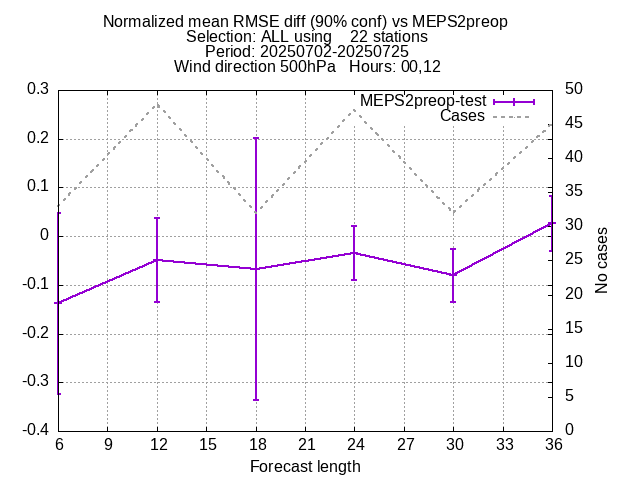 Normalized mean RMSE diff (90% conf) vs MEPS2preop
Selection: ALL using    22 stations
Period: 20250702-20250725
Wind direction 500hPa   Hours: 00,12
MEPS2preop-test
Cases
0.3
0.2
0.1
0
-0.1
-0.2
-0.3
-0.4
50
45
40
35
30
25
20
15
10
5
0
No cases
6 9 12 15 18 21 24 27 30 33 36
Forecast length